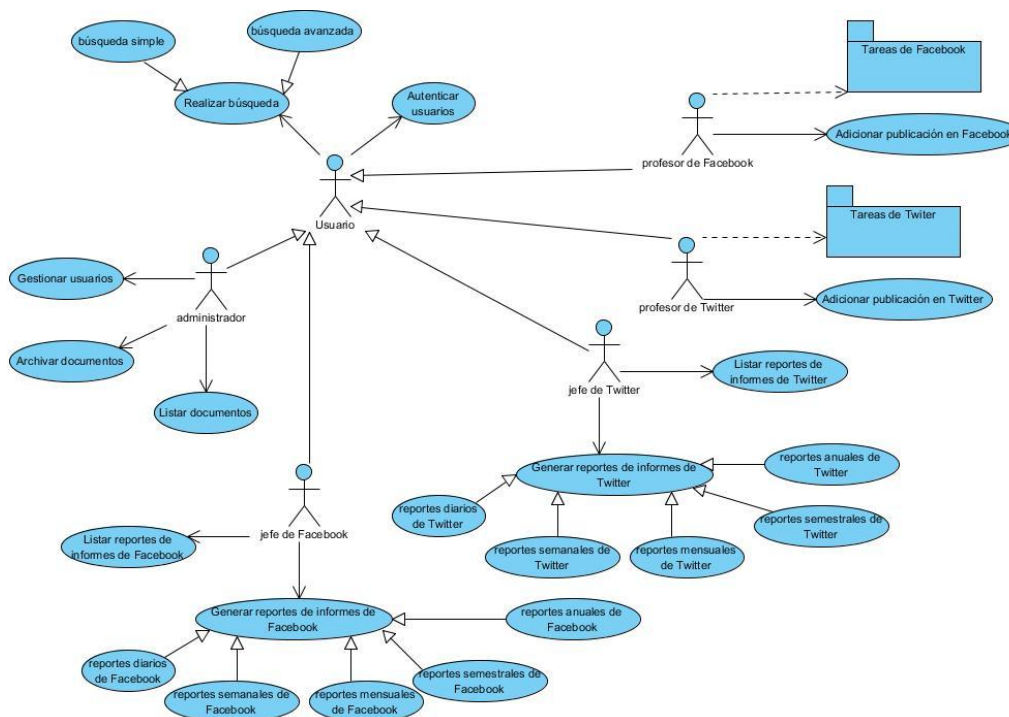 búsqueda simple
búsqueda avanzada
Realizar búsqueda
Autenticar
usuarios
Usuario
Tareas de Facebook
profesor de Facebook
Adicionar publicación en Facebook
Tareas de Twiter
profesor de Twitter
Adicionar publicación en Twitter
Gestionar usuarios
administrador
Archivar documentos
Listar documentos
jefe de Twitter
Listar reportes de
informes de Twitter
Generar reportes de informes de
Twitter
reportes anuales de
Twitter
reportes diarios
de Twitter
reportes semanales de
Twitter
reportes mensuales
de Twitter
reportes semestrales de
Twitter
jefe de Facebook
Listar reportes de
informes de Facebook
Generar reportes de informes de
Facebook
reportes anuales de
Facebook
reportes diarios
de Facebook
reportes semanales de
Facebook
reportes mensuales de
Facebook
reportes semestrales de
Facebook